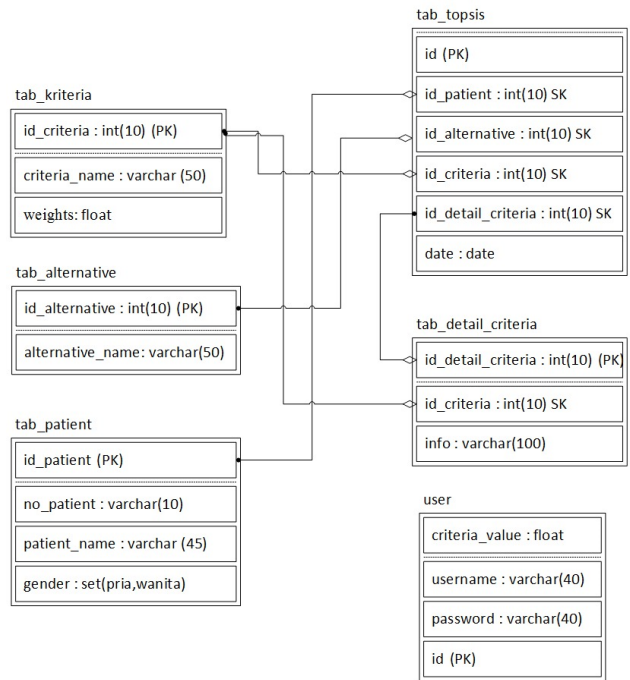 tab_topsis
id (PK)
id_patient : int(10) SK
id_alternative : int(10) SK
id_criteria : int(10) SK
id_detail_criteria : int(10) SK
date : date
tab_kriteria
id_criteria : int(10) (PK)
criteria_name : varchar (50)
weights: float
tab_alternative
id_alternative : int(10) (PK)
alternative_name: varchar(50)
tab_detail_criteria
id_detail_criteria : int(10) (PK)
id_criteria : int(10) SK
info : varchar(100)
tab_patient
id_patient (PK)
no_patient : varchar(10)
patient_name : varchar (45)
gender : set(pria,wanita)
user
criteria_value : float
username : varchar(40)
password : varchar(40)
id (PK)